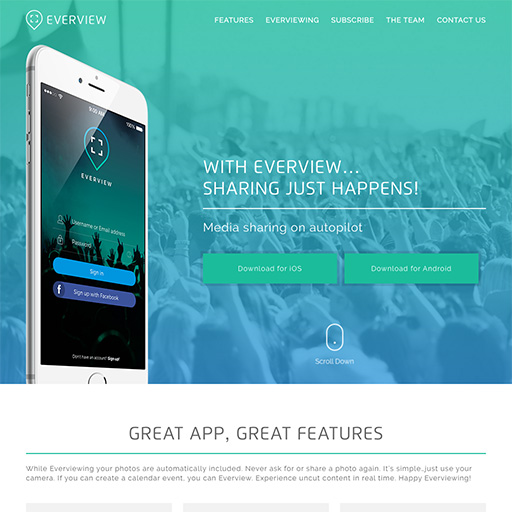 EVERVIEW
FEATURES EVERVIEWING SUBSCRIBE THE TEAM CONTACT US
100%
9:00 AM
EVERVIEW
Username or Email address
Password
Sign in
Sign up with Facebook
Don't have an account? Sign up!
WITH EVERVIEW...
SHARING JUST HAPPENS!
Media sharing on autopilot
Download for iOS
Download for Android
Scroll Down
GREAT APP, GREAT FEATURES
While Everviewing your photos are automatically included. Never ask for or share a photo again. It's simple, just use your
camera. If you can create a calendar event, you can Everview. Experience uncut content in real time. Happy Everviewing!